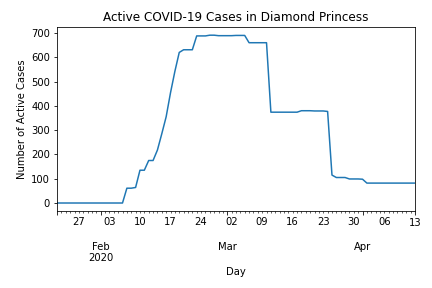 Active COVID-19 Cases in Diamond Princess
Number of Active Cases
700
600
500
400
300
200
100
0
27 03 10 17 24 02 09 16 23 30 06 13
Feb Mar Apr
2020
Day